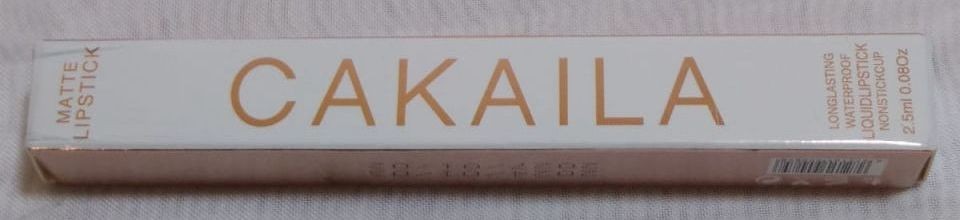 MATTE
LIPSTICK
CAKAILA
LONGLASTING
WATERPROOF
LIQUIDLIPSTICK
NONSTICKCUP
2.5ml 0.08Oz